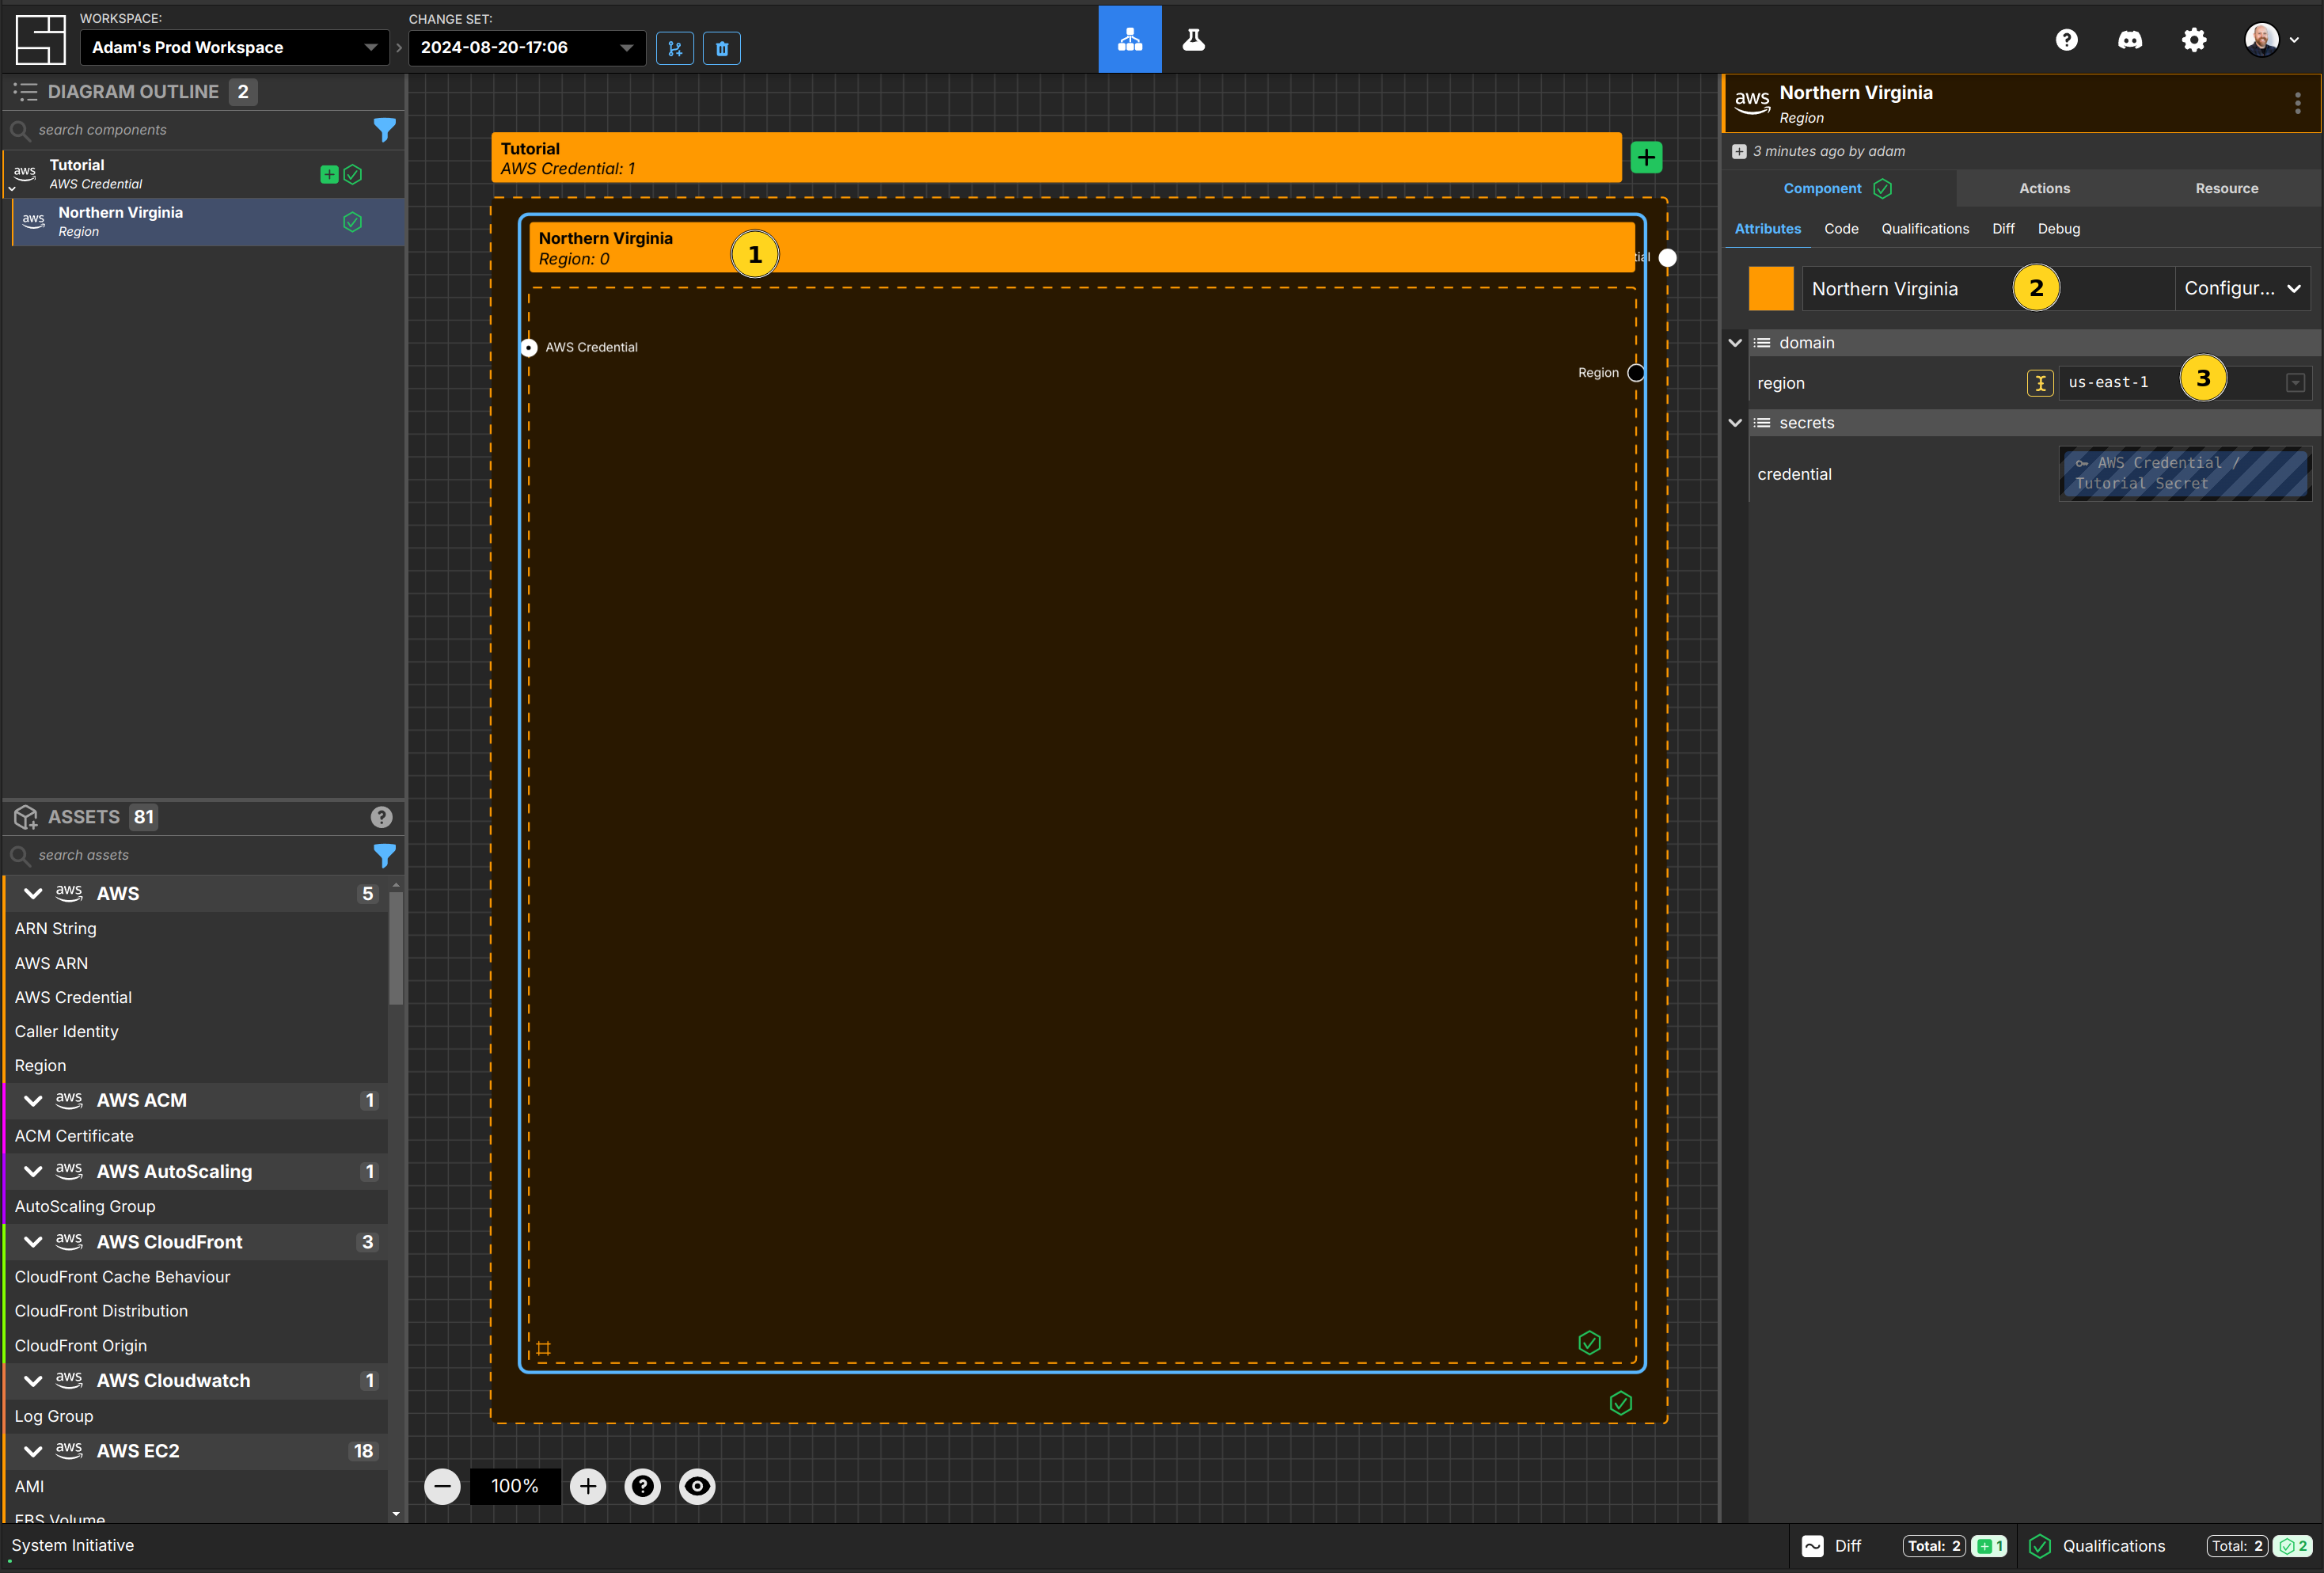 WORKSPACE:
Adam's Prod Workspace
CHANGE SET:
2024-08-20-17:06
DIAGRAM OUTLINE 2
search components
aws
Tutorial
AWS Credential
aws
Northern Virginia
Region
ASSETS 81
search assets
aws AWS 5
ARN String
AWS ARN
AWS Credential
Caller Identity
Region
aws AWS ACM 1
ACM Certificate
aws AWS AutoScaling 1
AutoScaling Group
aws AWS CloudFront 3
CloudFront Cache Behaviour
CloudFront Distribution
CloudFront Origin
aws AWS Cloudwatch 1
Log Group
aws AWS EC2 18
AMI
EBS Volume
Tutorial
AWS Credential: 1
Northern Virginia
Region: 0
1
tial
AWS Credential
Region
100%
aws
Northern Virginia
Region
3 minutes ago by adam
Component Actions Resource
Attributes Code Qualifications Diff Debug
Northern Virginia 2 Configur...
domain
region us-east-1 3
secrets
credential
AWS Credential /
Tutorial Secret
System Initiative
Diff Total: 2 1 Qualifications Total: 2 2